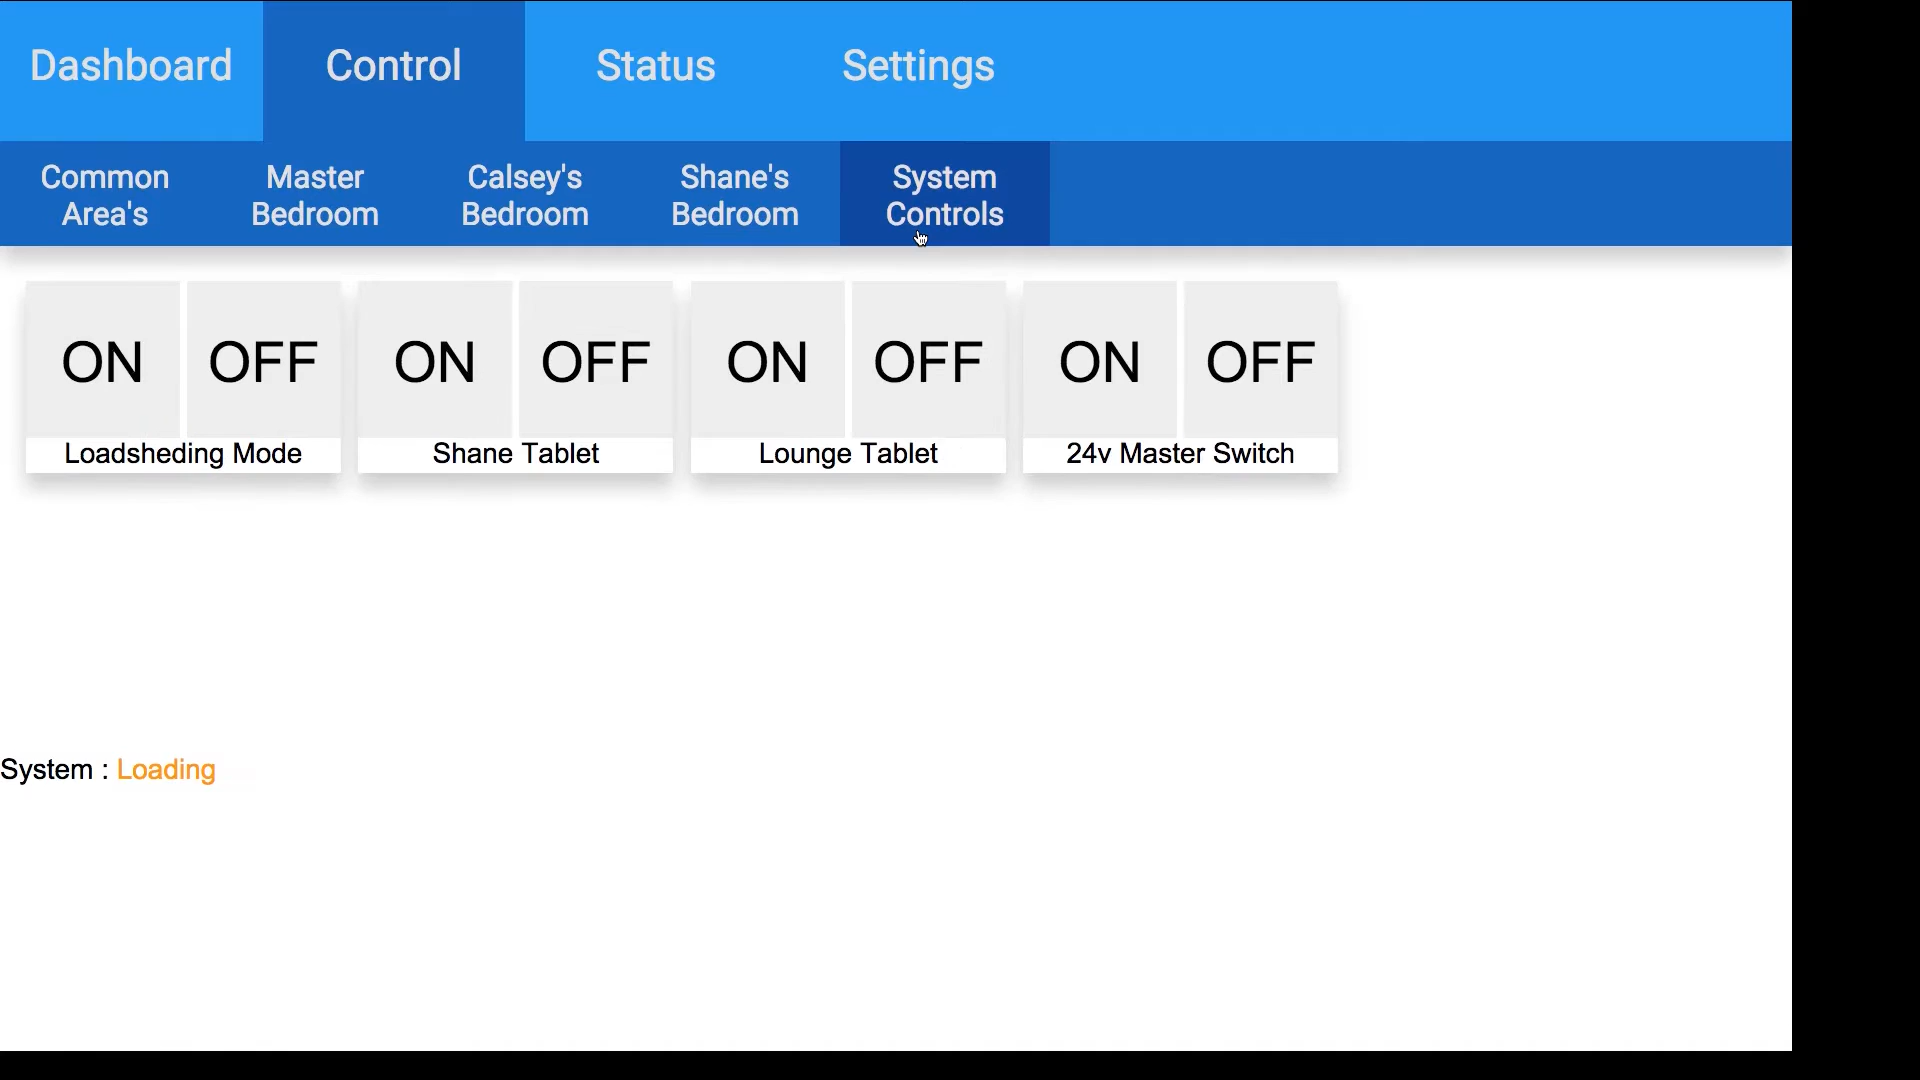 Dashboard Control Status Settings
Common Area's
Master Bedroom
Calsey's Bedroom
Shane's Bedroom
System Controls
ON OFF ON OFF ON OFF ON OFF
Loadsheding Mode Shane Tablet Lounge Tablet 24v Master Switch
System : Loading